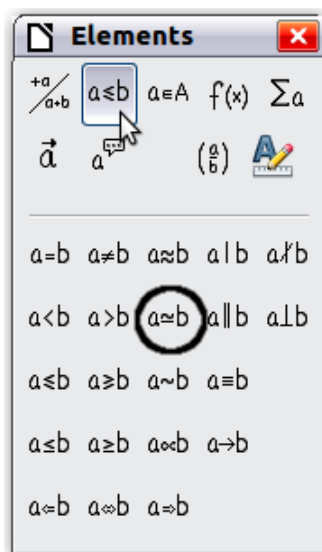 Elements
+a/a+b a≤b a∈A f(x) Σa
a⃗ a (a b)
a=b a≠b a≈b a|b a∤b
a<b a>b a≃b a∥b a⊥b
a⩽b a⩾b a~b a≡b
a≤b a≥b a∝b a→b
a⇐b a⇔b a⇒b